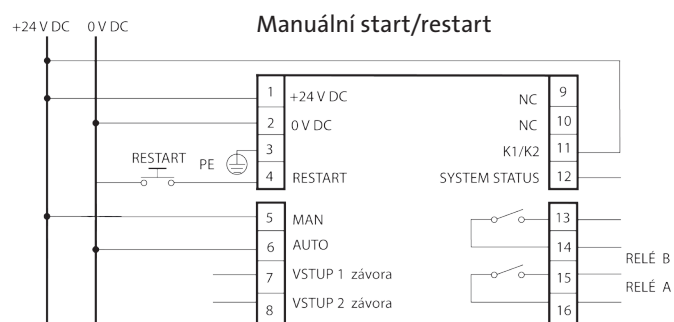 Manuální start/restart
+24 V DC 0 V DC
1 +24 V DC NC 9
2 0 V DC NC 10
3 K1/K2 11
RESTART PE
4 RESTART SYSTEM STATUS 12
5 MAN 13
6 AUTO 14
RELÉ B
7 VSTUP 1 závora 15
RELÉ A
8 VSTUP 2 závora 16